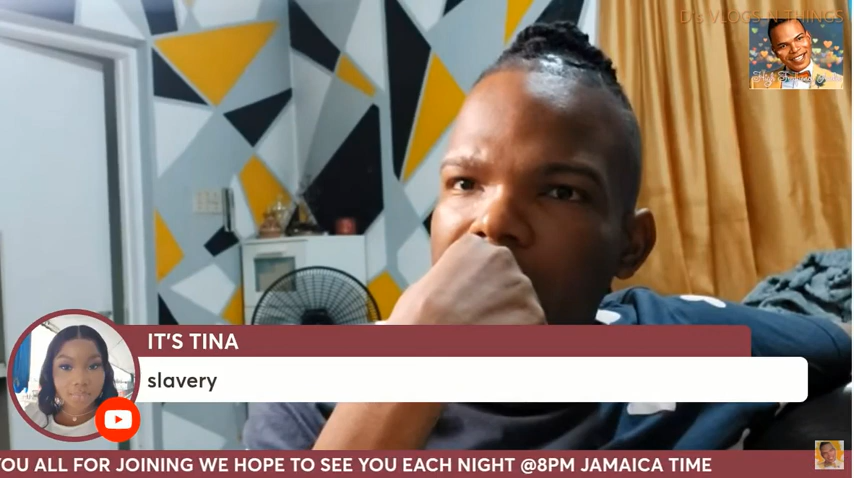 D's VLOGS N THINGS
IT'S TINA
slavery
YOU ALL FOR JOINING WE HOPE TO SEE YOU EACH NIGHT @8PM JAMAICA TIME